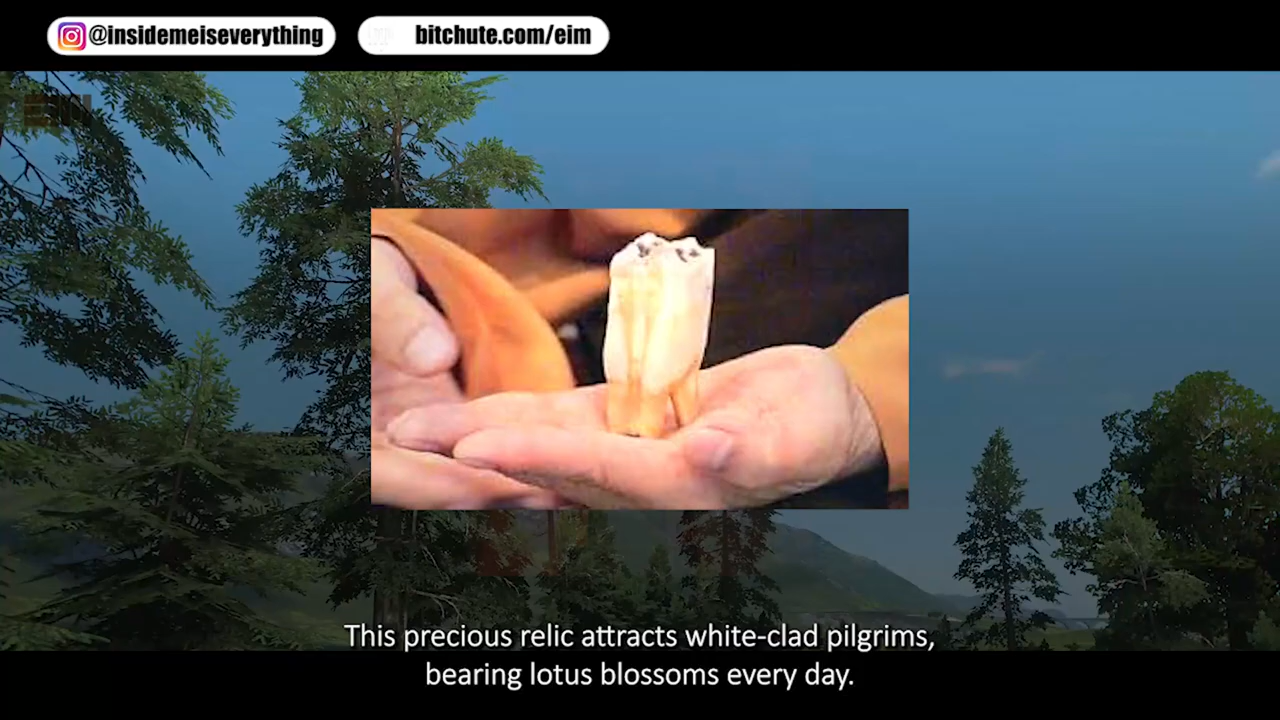 @insidemeiseverything
bitchute.com/eim
This precious relic attracts white-clad pilgrims,
bearing lotus blossoms every day.